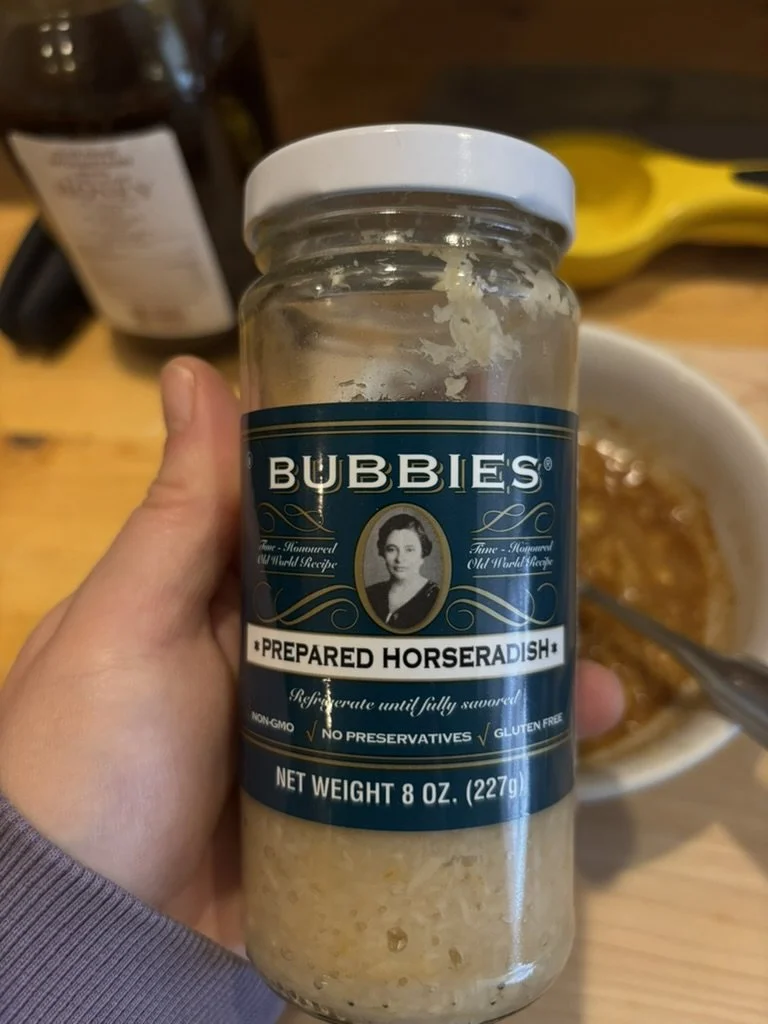 BUBBIES®
Time - Honoured
Old World Recipe
Time - Honoured
Old World Recipe
*PREPARED HORSERADISH*
Refrigerate until fully savored
NON-GMO √ NO PRESERVATIVES √ GLUTEN FREE
NET WEIGHT 8 OZ. (227g)
HONEY